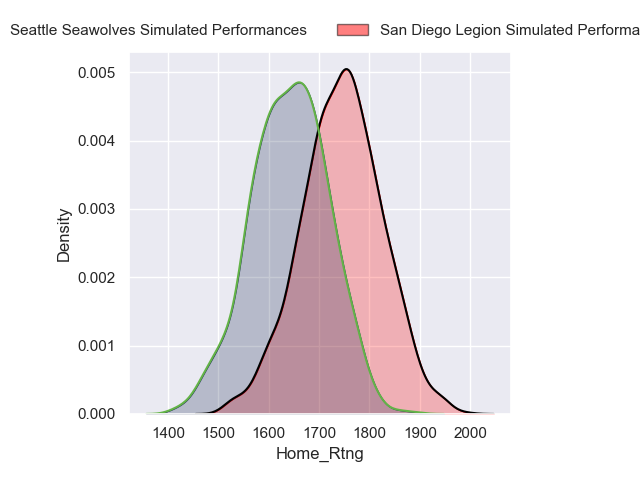 Seattle Seawolves Simulated Performances
San Diego Legion Simulated Performa
0.005
0.004
0.003
0.002
0.001
0.000
Density
1400 1500 1600 1700 1800 1900 2000
Home_Rtng